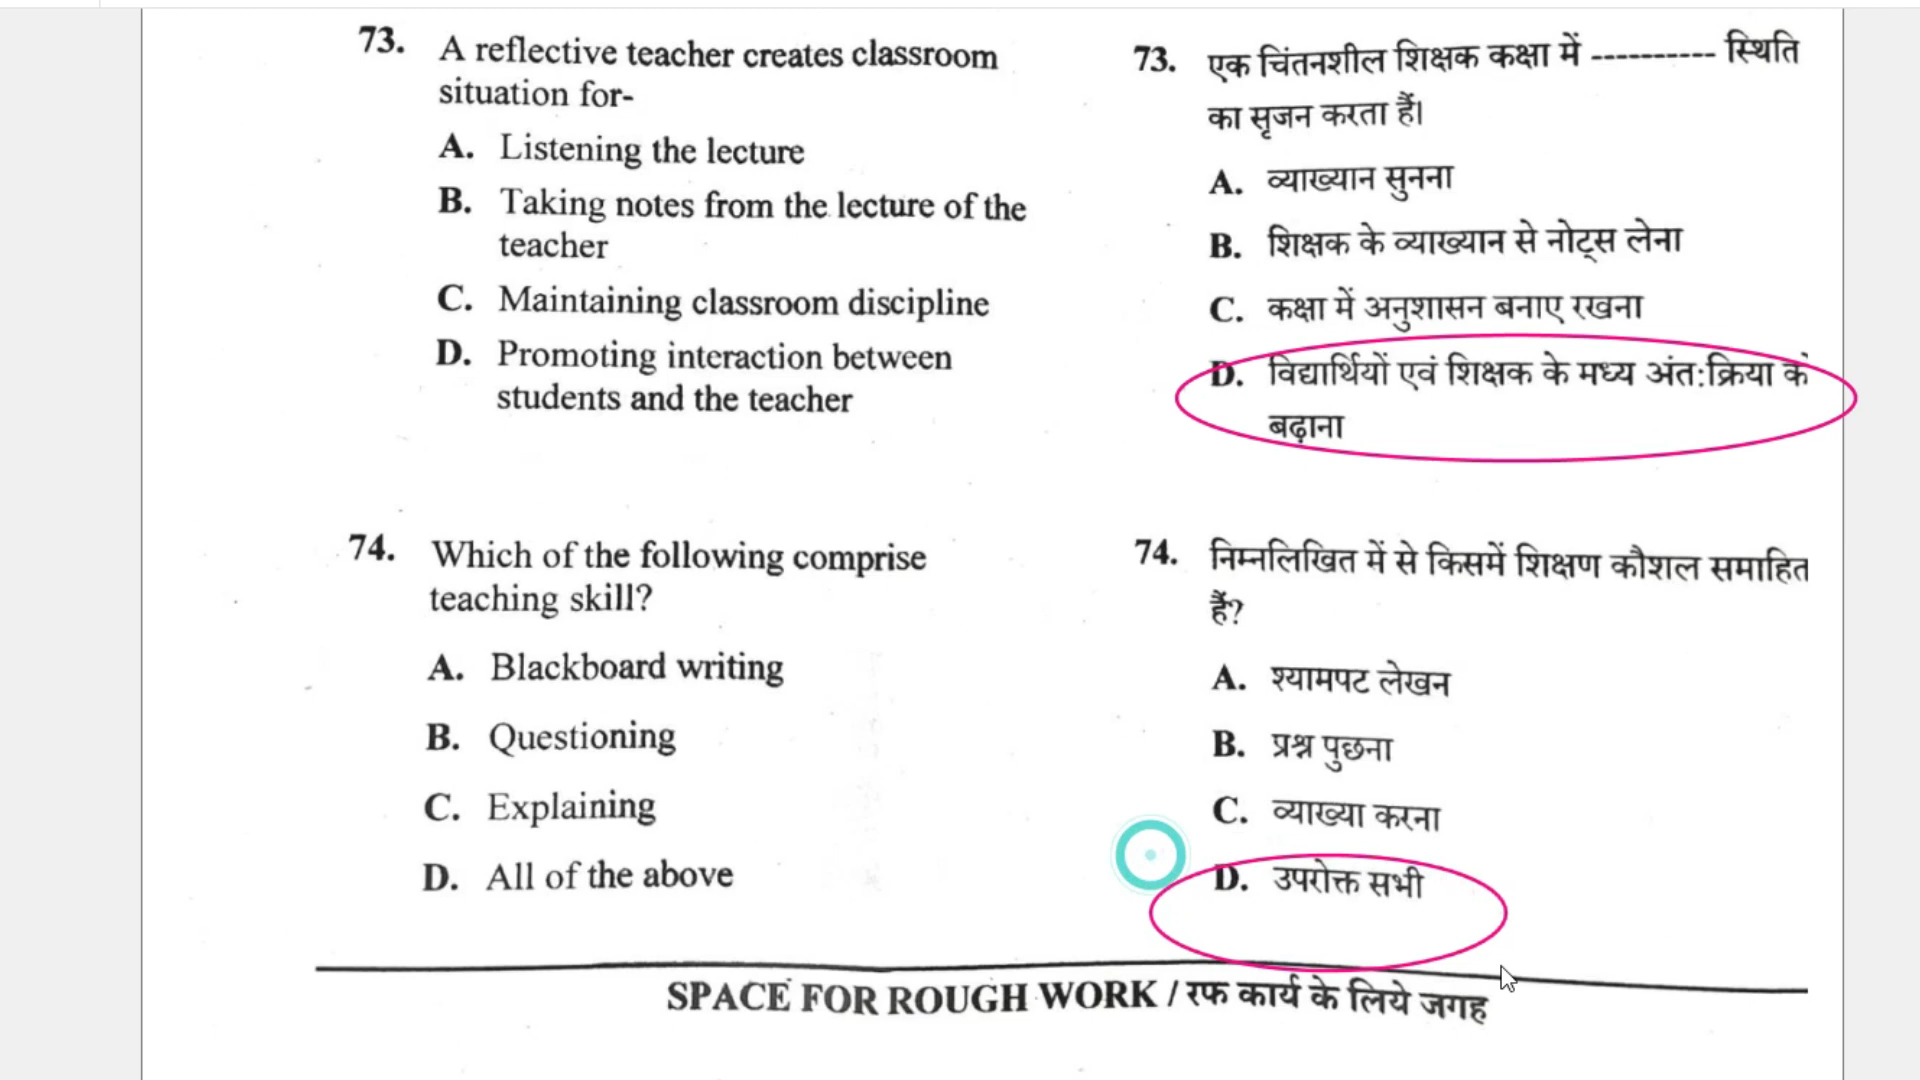 73. A reflective teacher creates classroom
situation for-
A. Listening the lecture
B. Taking notes from the lecture of the
teacher
C. Maintaining classroom discipline
D. Promoting interaction between
students and the teacher
74. Which of the following comprise
teaching skill?
A. Blackboard writing
B. Questioning
C. Explaining
D. All of the above
73. एक चिंतनशील शिक्षक कक्षा में ---------- स्थिति
का सृजन करता हैं।
A. व्याख्यान सुनना
B. शिक्षक के व्याख्यान से नोट्स लेना
C. कक्षा में अनुशासन बनाए रखना
D. विद्यार्थियों एवं शिक्षक के मध्य अंत:क्रिया
बढ़ाना
74. निम्नलिखित में से किसमें शिक्षण कौशल समाहित
हैं?
A. श्यामपट लेखन
B. प्रश्न पुछना
C. व्याख्या करना
D. उपरोक्त सभी
SPACE FOR ROUGH WORK / रफ कार्य के लिये जगह